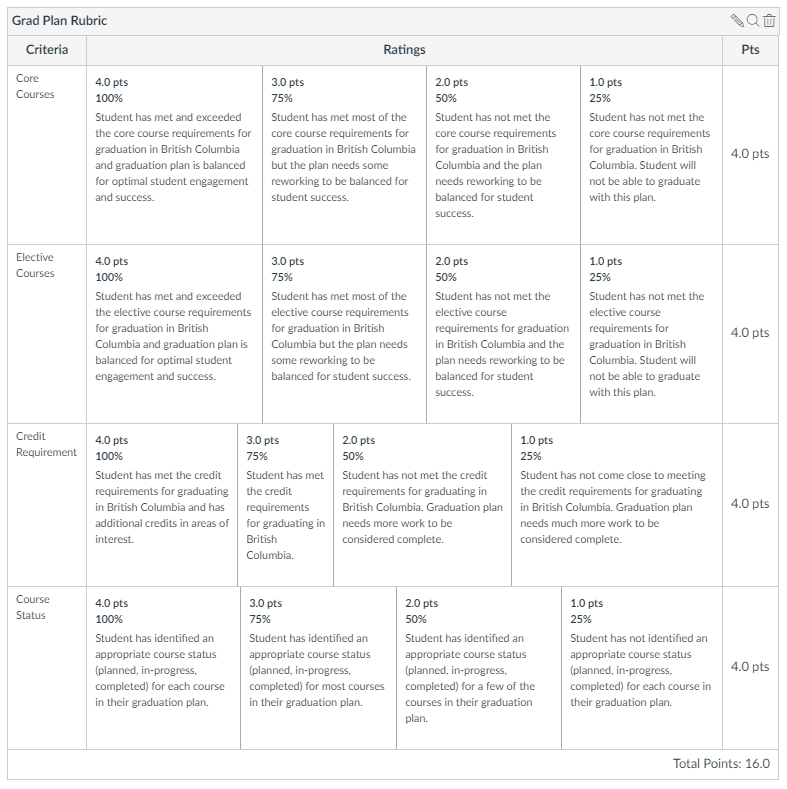 Grad Plan Rubric
Criteria
Ratings
Pts
Core
Courses
4.0 pts
100%
Student has met and exceeded
the core course requirements for
graduation in British Columbia
and graduation plan is balanced
for optimal student engagement
and success.
3.0 pts
75%
Student has met most of the
core course requirements for
graduation in British Columbia
but the plan needs some
reworking to be balanced for
student success.
2.0 pts
50%
Student has not met the
core course requirements
for graduation in British
Columbia and the plan
needs reworking to be
balanced for student
success.
1.0 pts
25%
Student has not met the
core course requirements
for graduation in British
Columbia. Student will
not be able to graduate
with this plan.
4.0 pts
Elective
Courses
4.0 pts
100%
Student has met and exceeded
the elective course requirements
for graduation in British
Columbia and graduation plan is
balanced for optimal student
engagement and success.
3.0 pts
75%
Student has met most of the
elective course requirements
for graduation in British
Columbia but the plan needs
some reworking to be
balanced for student success.
2.0 pts
50%
Student has not met the
elective course
requirements for graduation
in British Columbia and the
plan needs reworking to be
balanced for student
success.
1.0 pts
25%
Student has not met the
elective course
requirements for
graduation in British
Columbia. Student will
not be able to graduate
with this plan.
4.0 pts
Credit
Requirement
4.0 pts
100%
Student has met the credit
requirements for graduating
in British Columbia and has
additional credits in areas of
interest.
3.0 pts
75%
Student has met
the credit
requirements
for graduating in
British
Columbia.
2.0 pts
50%
Student has not met the credit
requirements for graduating in
British Columbia. Graduation plan
needs more work to be
considered complete.
1.0 pts
25%
Student has not come close to meeting
the credit requirements for graduating
in British Columbia. Graduation plan
needs much more work to be
considered complete.
4.0 pts
Course
Status
4.0 pts
100%
Student has identified an
appropriate course status
(planned, in-progress,
completed) for each course
in their graduation plan.
3.0 pts
75%
Student has identified an
appropriate course status
(planned, in-progress,
completed) for most courses
in their graduation plan.
2.0 pts
50%
Student has identified an
appropriate course status
(planned, in-progress,
completed) for a few of the
courses in their graduation
plan.
1.0 pts
25%
Student has not identified an
appropriate course status
(planned, in-progress,
completed) for each course in
their graduation plan.
4.0 pts
Total Points: 16.0